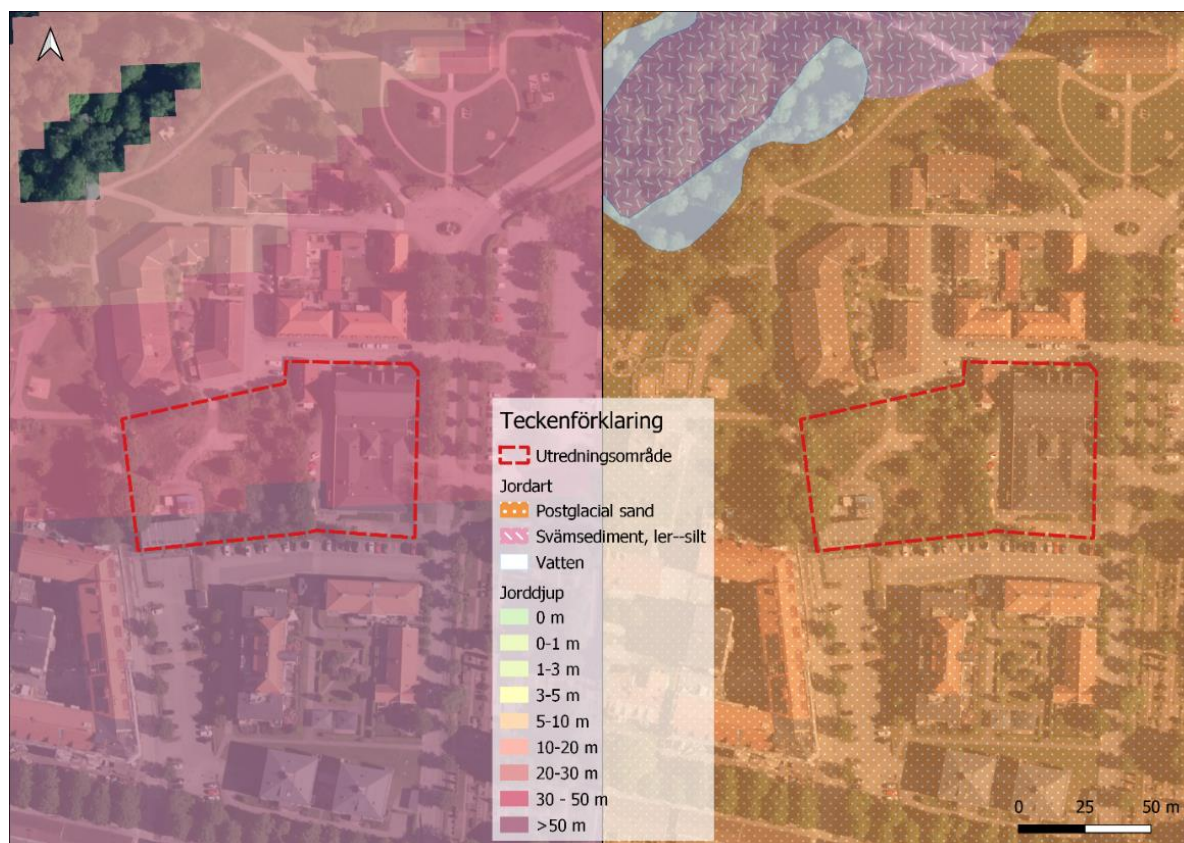 Teckenförklaring
Utredningsområde
Jordart
Postglacial sand
Svämsediment, ler--silt
Vatten
Jorddjup
0 m
0-1 m
1-3 m
3-5 m
5-10 m
10-20 m
20-30 m
30 - 50 m
>50 m
0 25 50 m